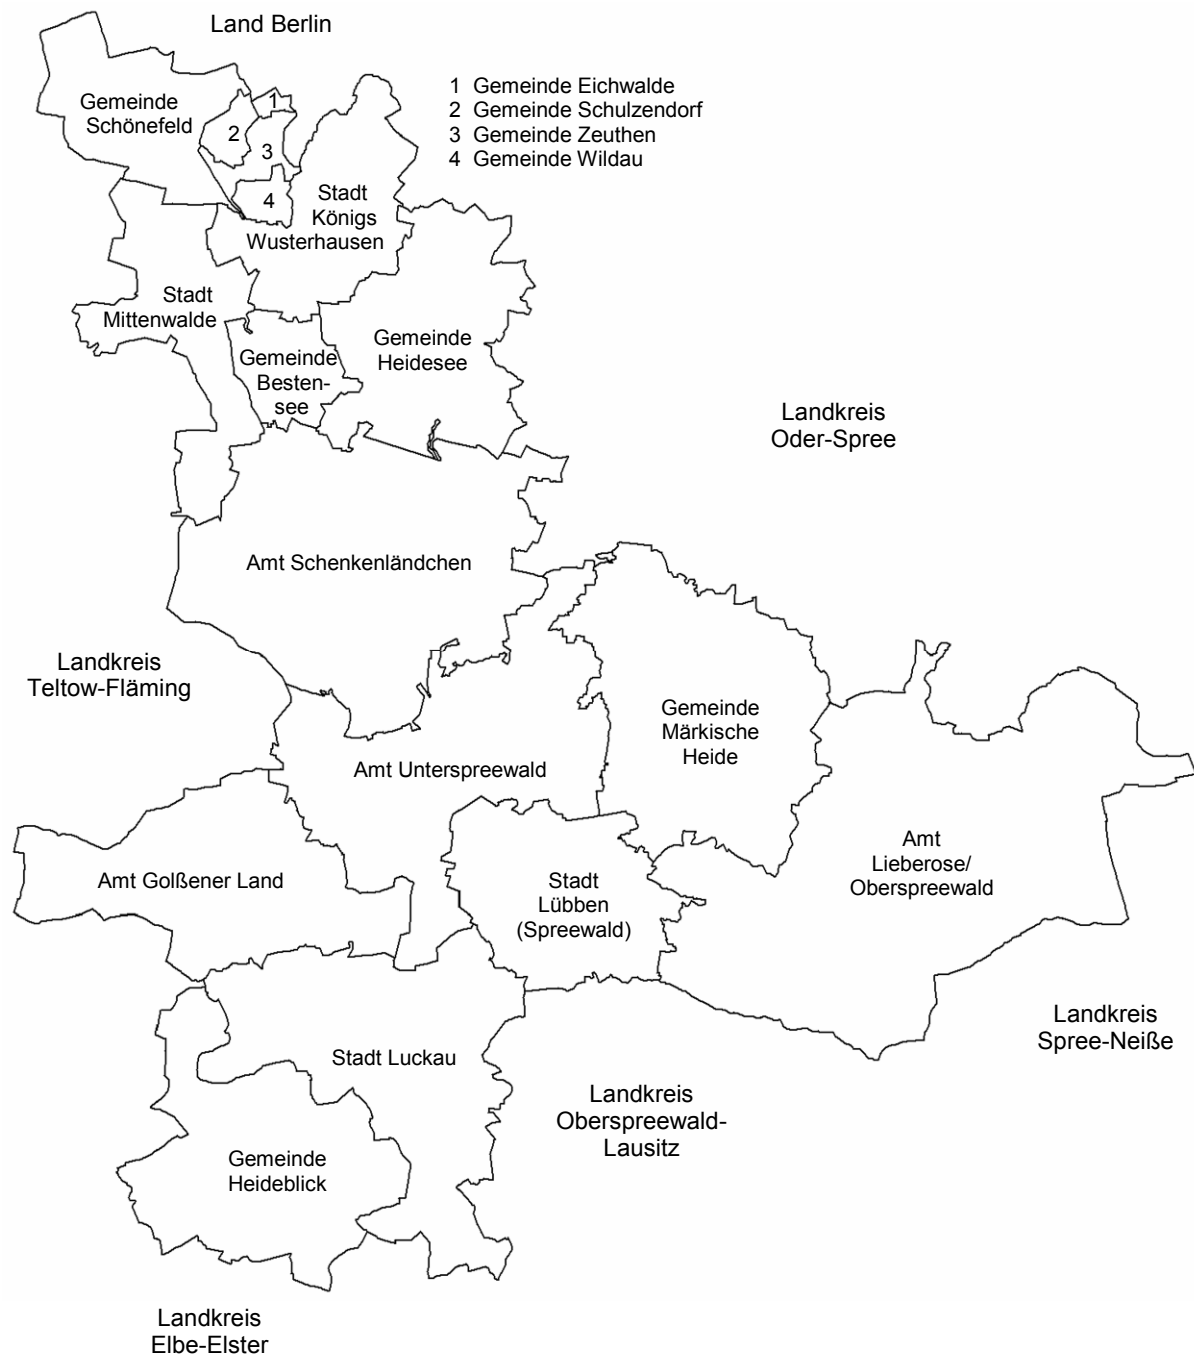 Land Berlin
1 Gemeinde Eichwalde
2 Gemeinde Schulzendorf
3 Gemeinde Zeuthen
4 Gemeinde Wildau
Gemeinde
Schönefeld
1
2
3
4
Stadt
Königs
Wusterhausen
Stadt
Mittenwalde
Gemeinde
Heidesee
Gemeinde
Besten-
see
Landkreis
Oder-Spree
Amt Schenkenländchen
Landkreis
Teltow-Fläming
Gemeinde
Märkische
Heide
Amt Unterspreewald
Amt
Lieberose/
Oberspreewald
Amt Golßener Land
Stadt
Lübben
(Spreewald)
Landkreis
Spree-Neiße
Stadt Luckau
Landkreis
Oberspreewald-
Lausitz
Gemeinde
Heideblick
Landkreis
Elbe-Elster